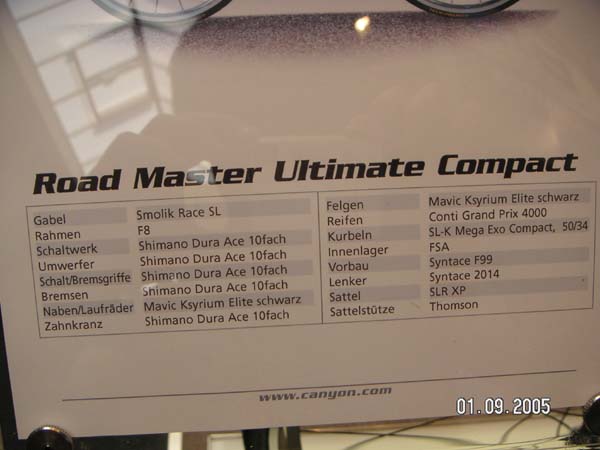 Road Master Ultimate Compact
Gabel Smolik Race SL
Rahmen F8
Schaltwerk Shimano Dura Ace 10fach
Umwerfer Shimano Dura Ace 10fach
Schalt/Bremsgriffe Shimano Dura Ace 10fach
Bremsen Shimano Dura Ace 10fach
Naben/Laufräder Mavic Ksyrium Elite schwarz
Zahnkranz Shimano Dura Ace 10fach
Felgen Mavic Ksyrium Elite schwarz
Reifen Conti Grand Prix 4000
Kurbeln SL-K Mega Exo Compact, 50/34
Innenlager FSA
Vorbau Syntace F99
Lenker Syntace 2014
Sattel SLR XP
Sattelstütze Thomson
www.canyon.com
01.09.2005